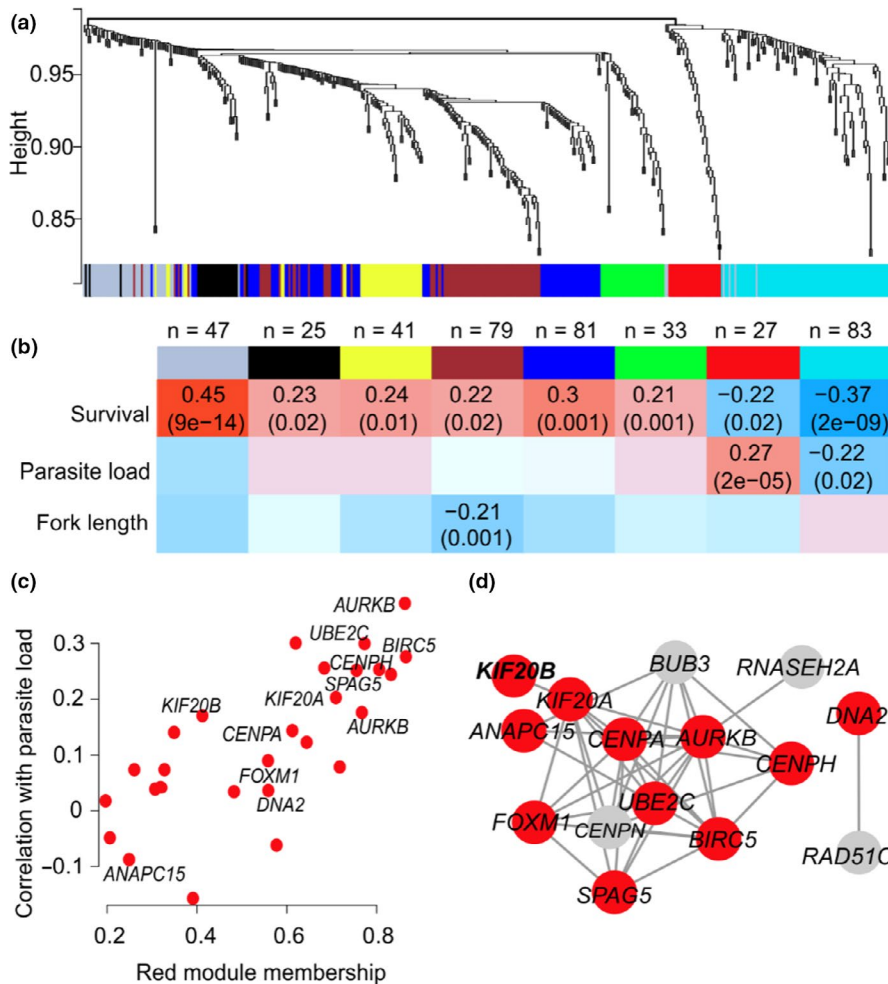 (a)
Height
0.95
0.90
0.85
(b)
n = 47 n = 25 n = 41 n = 79 n = 81 n = 33 n = 27 n = 83
Survival
0.45 0.23 0.24 0.22 0.3 0.21 −0.22 −0.37
(9e−14) (0.02) (0.01) (0.02) (0.001) (0.001) (0.02) (2e−09)
Parasite load
0.27 −0.22
(2e−05) (0.02)
Fork length
−0.21
(0.001)
(c)
Correlation with parasite load
0.3
0.2
0.1
0
−0.1
AURKB
UBE2C
BIRC5
CENPH
SPAG5
KIF20B
KIF20A
AURKB
CENPA
FOXM1
DNA2
ANAPC15
0.2 0.4 0.6 0.8
Red module membership
(d)
BUB3
RNASEH2A
KIF20B
KIF20A
DNA2
ANAPC15
CENPA
AURKB
CENPH
UBE2C
FOXM1
CENPN
BIRC5
RAD51C
SPAG5